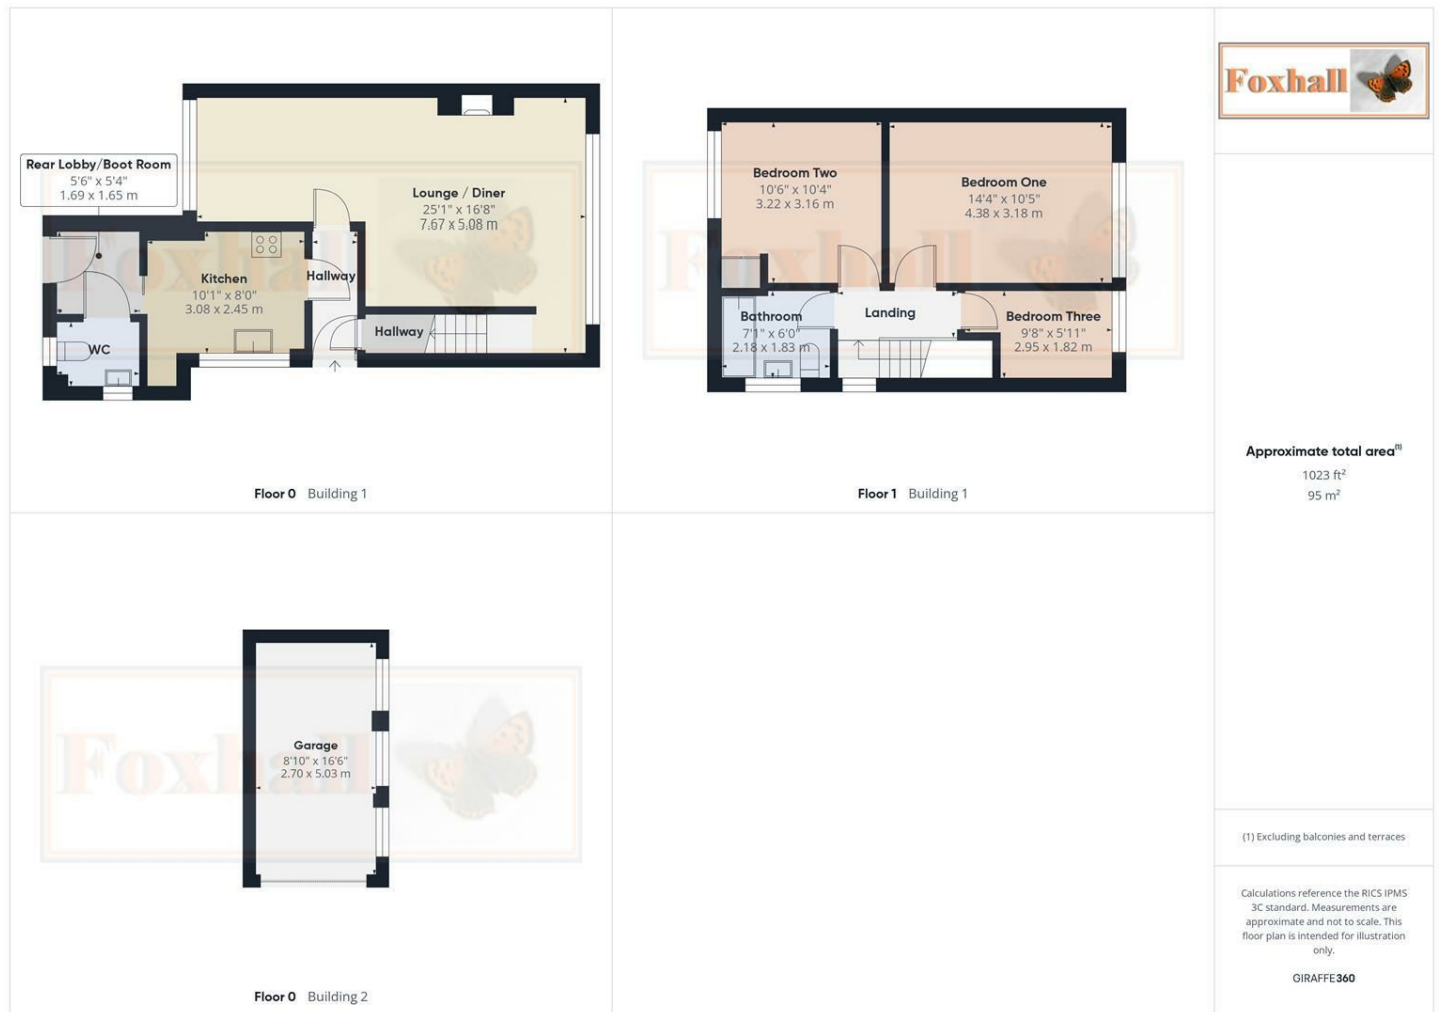 Rear Lobby/Boot Room
5'6" x 5'4"
1.69 x 1.65 m
Lounge / Diner
25'1" x 16'8"
7.67 x 5.08 m
Kitchen
10'1" x 8'0"
3.08 x 2.45 m
Hallway
Hallway
WC
Floor 0 Building 1
Bedroom Two
10'6" x 10'4"
3.22 x 3.16 m
Bedroom One
14'4" x 10'5"
4.38 x 3.18 m
Landing
Bathroom
7'1" x 6'0"
2.18 x 1.83 m
Bedroom Three
9'8" x 5'11"
2.95 x 1.82 m
Floor 1 Building 1
Garage
8'10" x 16'6"
2.70 x 5.03 m
Floor 0 Building 2
Foxhall
Foxhall
Foxhall
Foxhall
Approximate total area(1)
1023 ft²
95 m²
(1) Excluding balconies and terraces
Calculations reference the RICS IPMS
3C standard. Measurements are
approximate and not to scale. This
floor plan is intended for illustration
only.
GIRAFFE360